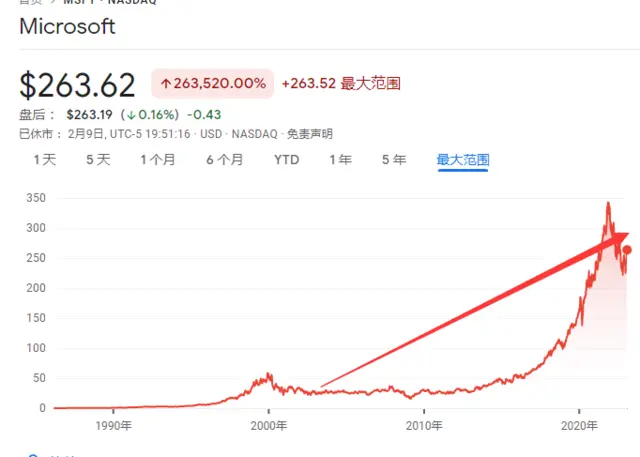 首页 > MSFT · NASDAQ
Microsoft
$263.62 ↑263,520.00% +263.52 最大范围
盘后： $263.19 (↓0.16%) -0.43
已休市： 2月9日, UTC-5 19:51:16 · USD · NASDAQ · 免责声明
1天 5天 1个月 6个月 YTD 1年 5年 最大范围
350
300
250
200
150
100
50
0
1990年 2000年 2010年 2020年